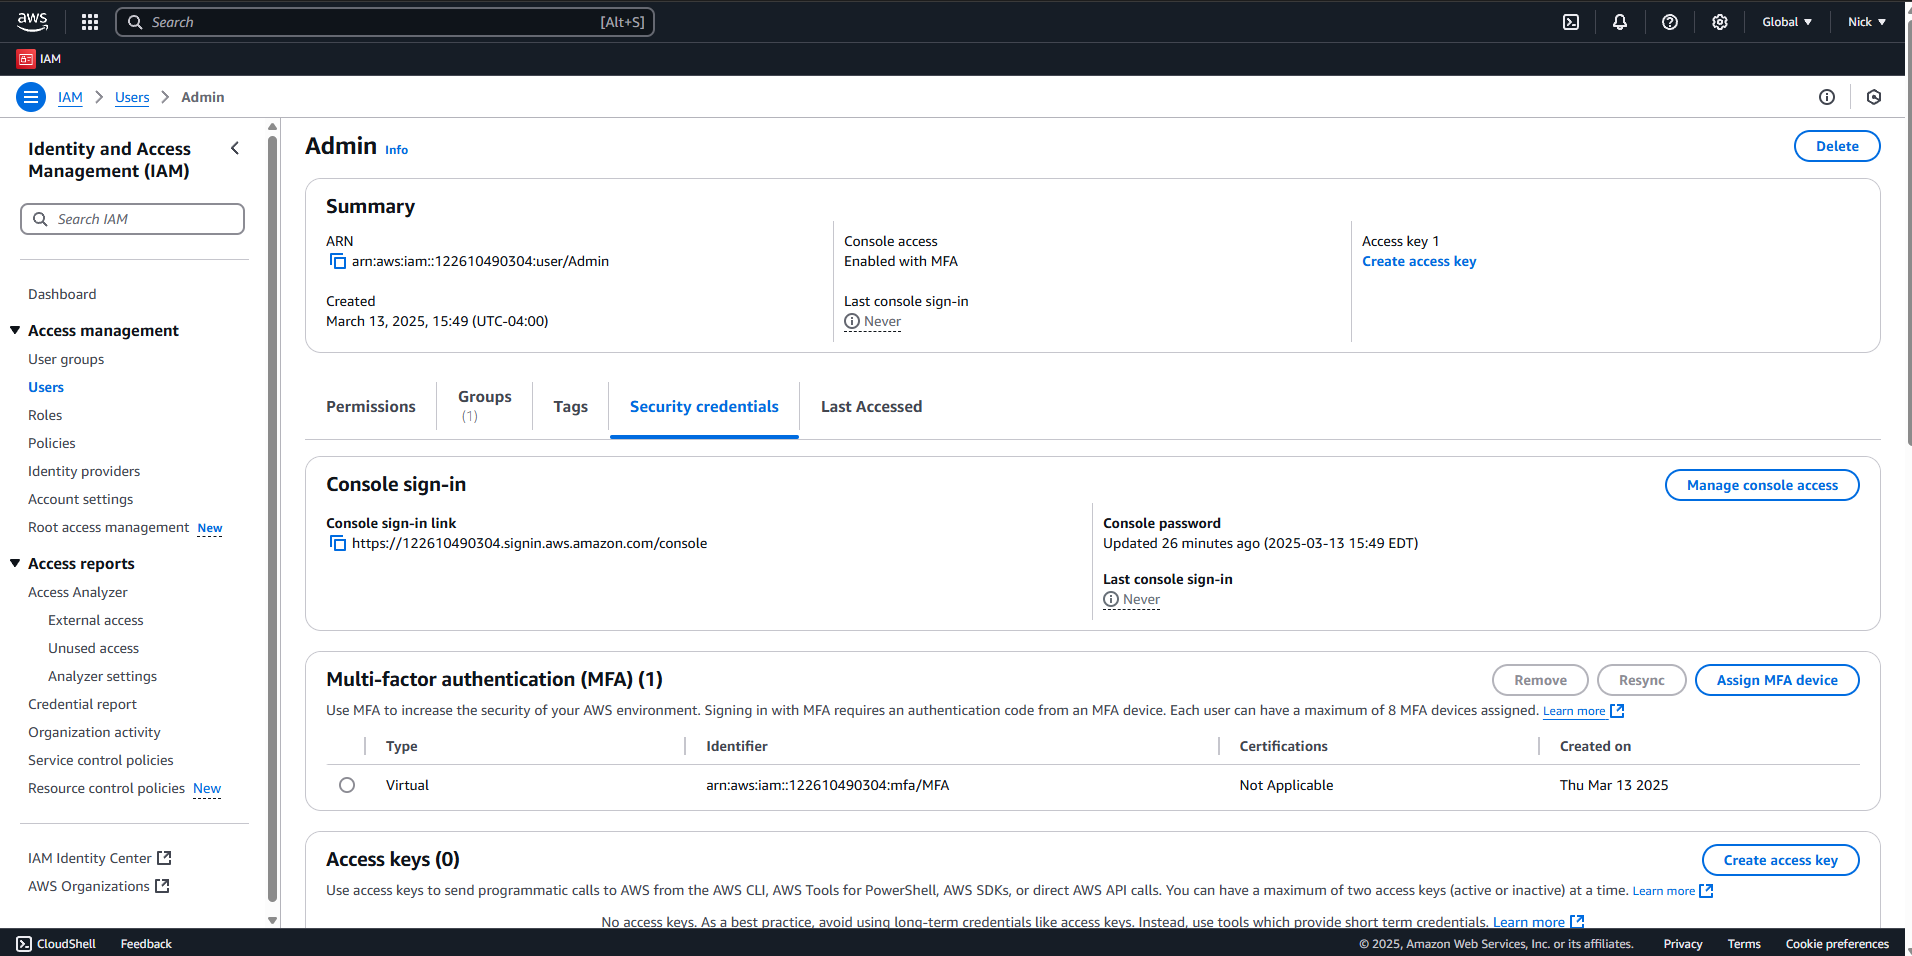 aws
Search
[Alt+S]
Global
Nick
IAM
IAM
Users
Admin
Identity and Access
Management (IAM)
Search IAM
Dashboard
Access management
User groups
Users
Roles
Policies
Identity providers
Account settings
Root access management New
Access reports
Access Analyzer
External access
Unused access
Analyzer settings
Credential report
Organization activity
Service control policies
Resource control policies New
IAM Identity Center
AWS Organizations
Admin Info
Delete
Summary
ARN
arn:aws:iam::122610490304:user/Admin
Created
March 13, 2025, 15:49 (UTC-04:00)
Console access
Enabled with MFA
Last console sign-in
Never
Access key 1
Create access key
Permissions
Groups
(1)
Tags
Security credentials
Last Accessed
Console sign-in
Manage console access
Console sign-in link
https://122610490304.signin.aws.amazon.com/console
Console password
Updated 26 minutes ago (2025-03-13 15:49 EDT)
Last console sign-in
Never
Multi-factor authentication (MFA) (1)
Remove
Resync
Assign MFA device
Use MFA to increase the security of your AWS environment. Signing in with MFA requires an authentication code from an MFA device. Each user can have a maximum of 8 MFA devices assigned. Learn more
Type
Identifier
Certifications
Created on
Virtual
arn:aws:iam::122610490304:mfa/MFA
Not Applicable
Thu Mar 13 2025
Access keys (0)
Create access key
Use access keys to send programmatic calls to AWS from the AWS CLI, AWS Tools for PowerShell, AWS SDKs, or direct AWS API calls. You can have a maximum of two access keys (active or inactive) at a time. Learn more
No access keys. As a best practice, avoid using long-term credentials like access keys. Instead, use tools which provide short term credentials. Learn more
CloudShell
Feedback
© 2025, Amazon Web Services, Inc. or its affiliates.
Privacy
Terms
Cookie preferences